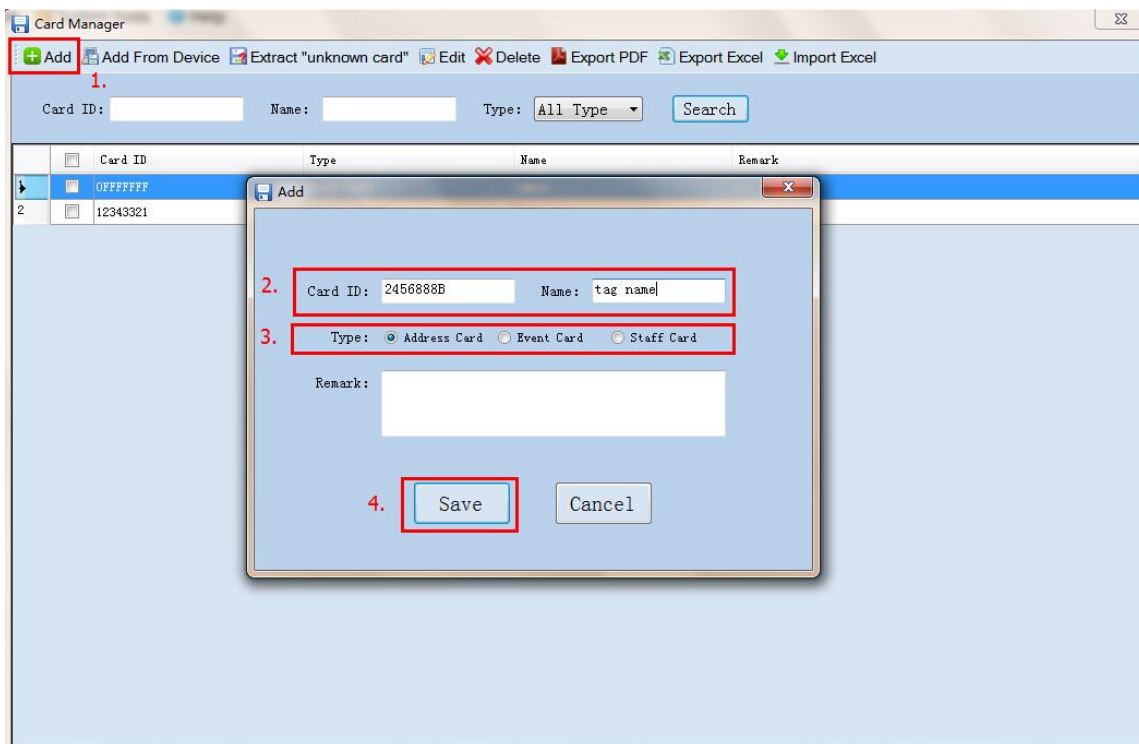 Card Manager
Add Add From Device Extract "unknown card" Edit Delete Export PDF Export Excel Import Excel
1.
Card ID: Name: Type: All Type Search
Card ID Type Name Remark
1 0FFFFFFF
2 12343321
Add
2. Card ID: 2456888B Name: tag name
3. Type: Address Card Event Card Staff Card
Remark:
4. Save Cancel